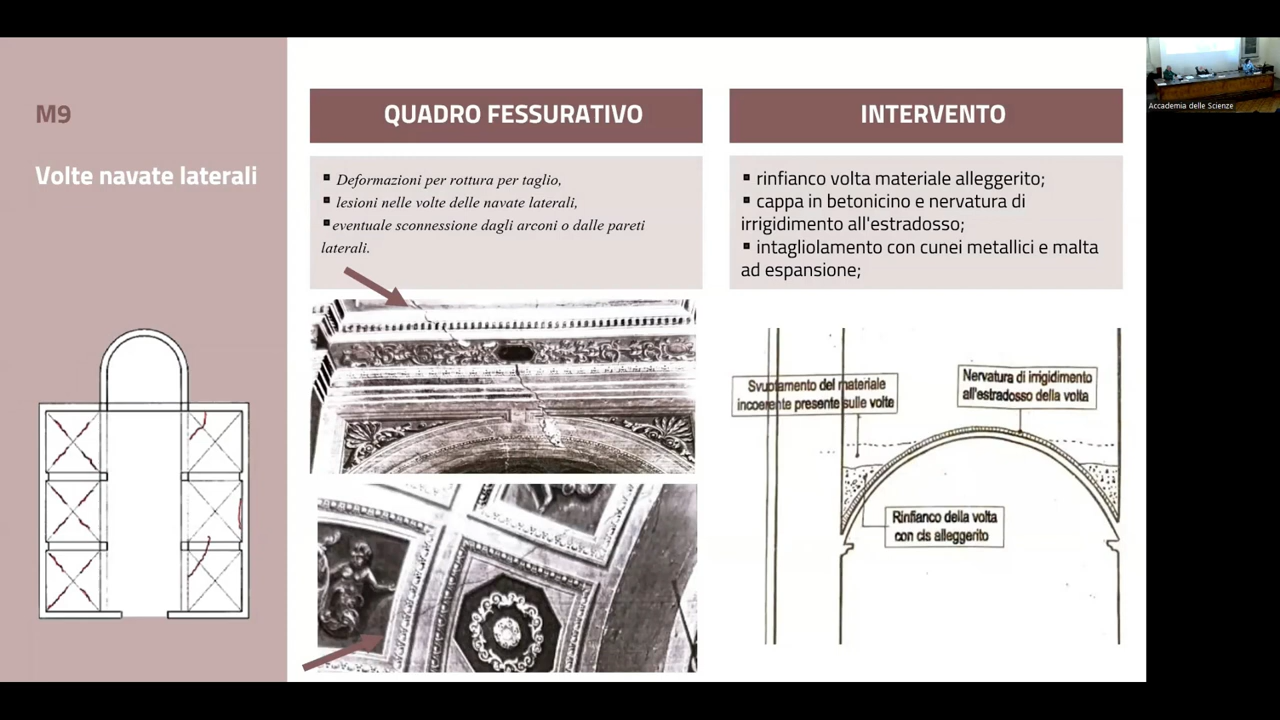 M9
Volte navate laterali
QUADRO FESSURATIVO
▪ Deformazioni per rottura per taglio,
▪ lesioni nelle volte delle navate laterali,
▪ eventuale sconnessione dagli arconi o dalle pareti
laterali.
INTERVENTO
▪ rinfianco volta materiale alleggerito;
▪ cappa in betonicino e nervatura di
irrigidimento all'estradosso;
▪ intagliolamento con cunei metallici e malta
ad espansione;
Svuotamento del materiale
incoerente presente sulle volte
Nervatura di irrigidimento
all'estradosso della volta
Rinfianco della volta
con cls alleggerito
Accademia delle Scienze